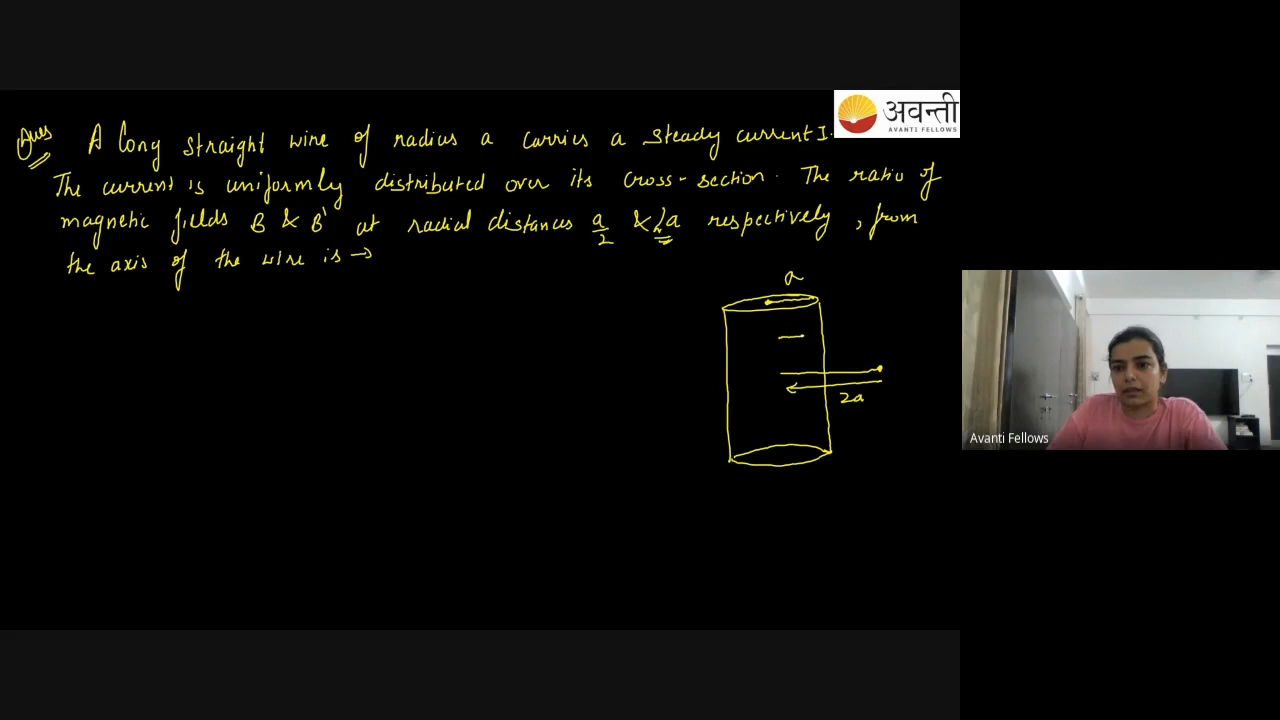 Ques A long straight wire of radius a carries a steady current I.
The current is uniformly distributed over its cross-section. The ratio of
magnetic fields B & B' at radial distances a/2 & 2a respectively, from
the axis of the wire is →
a
2a
अवन्ती
AVANTI FELLOWS
Avanti Fellows